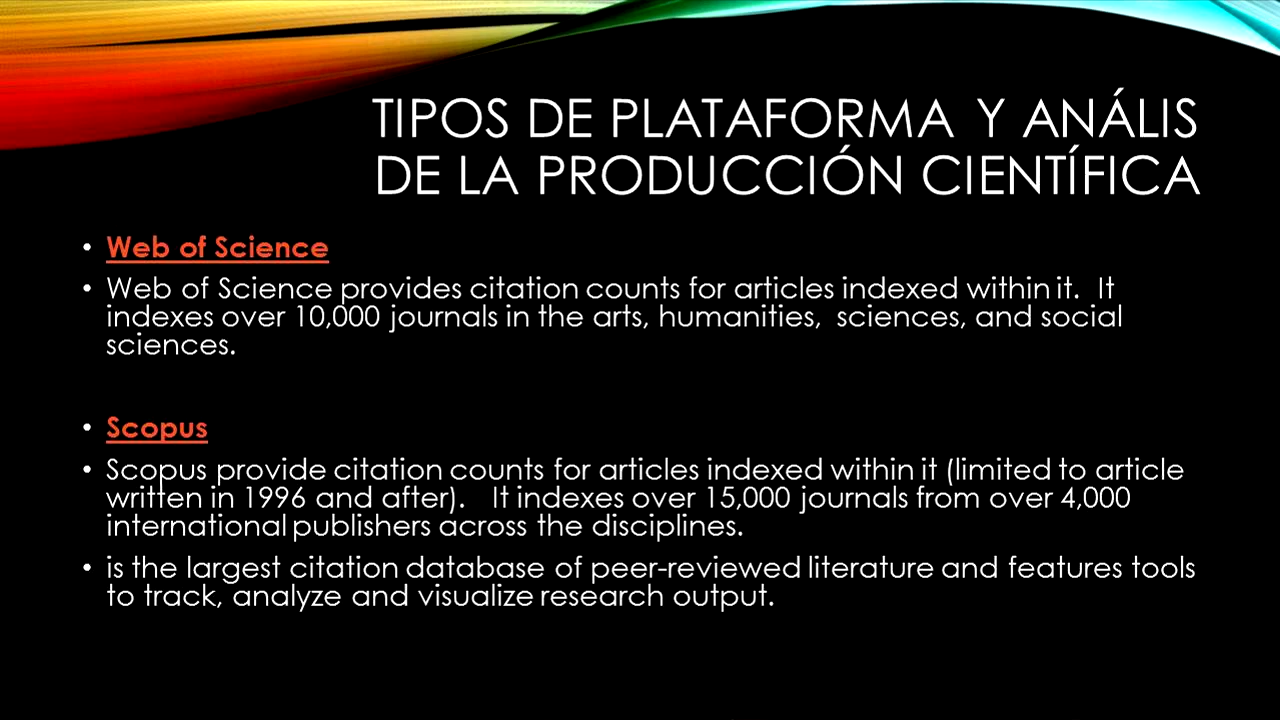 TIPOS DE PLATAFORMA Y ANÁLIS
DE LA PRODUCCIÓN CIENTÍFICA
• Web of Science
• Web of Science provides citation counts for articles indexed within it. It
indexes over 10,000 journals in the arts, humanities, sciences, and social
sciences.
• Scopus
• Scopus provide citation counts for articles indexed within it (limited to article
written in 1996 and after). It indexes over 15,000 journals from over 4,000
international publishers across the disciplines.
• is the largest citation database of peer-reviewed literature and features tools
to track, analyze and visualize research output.